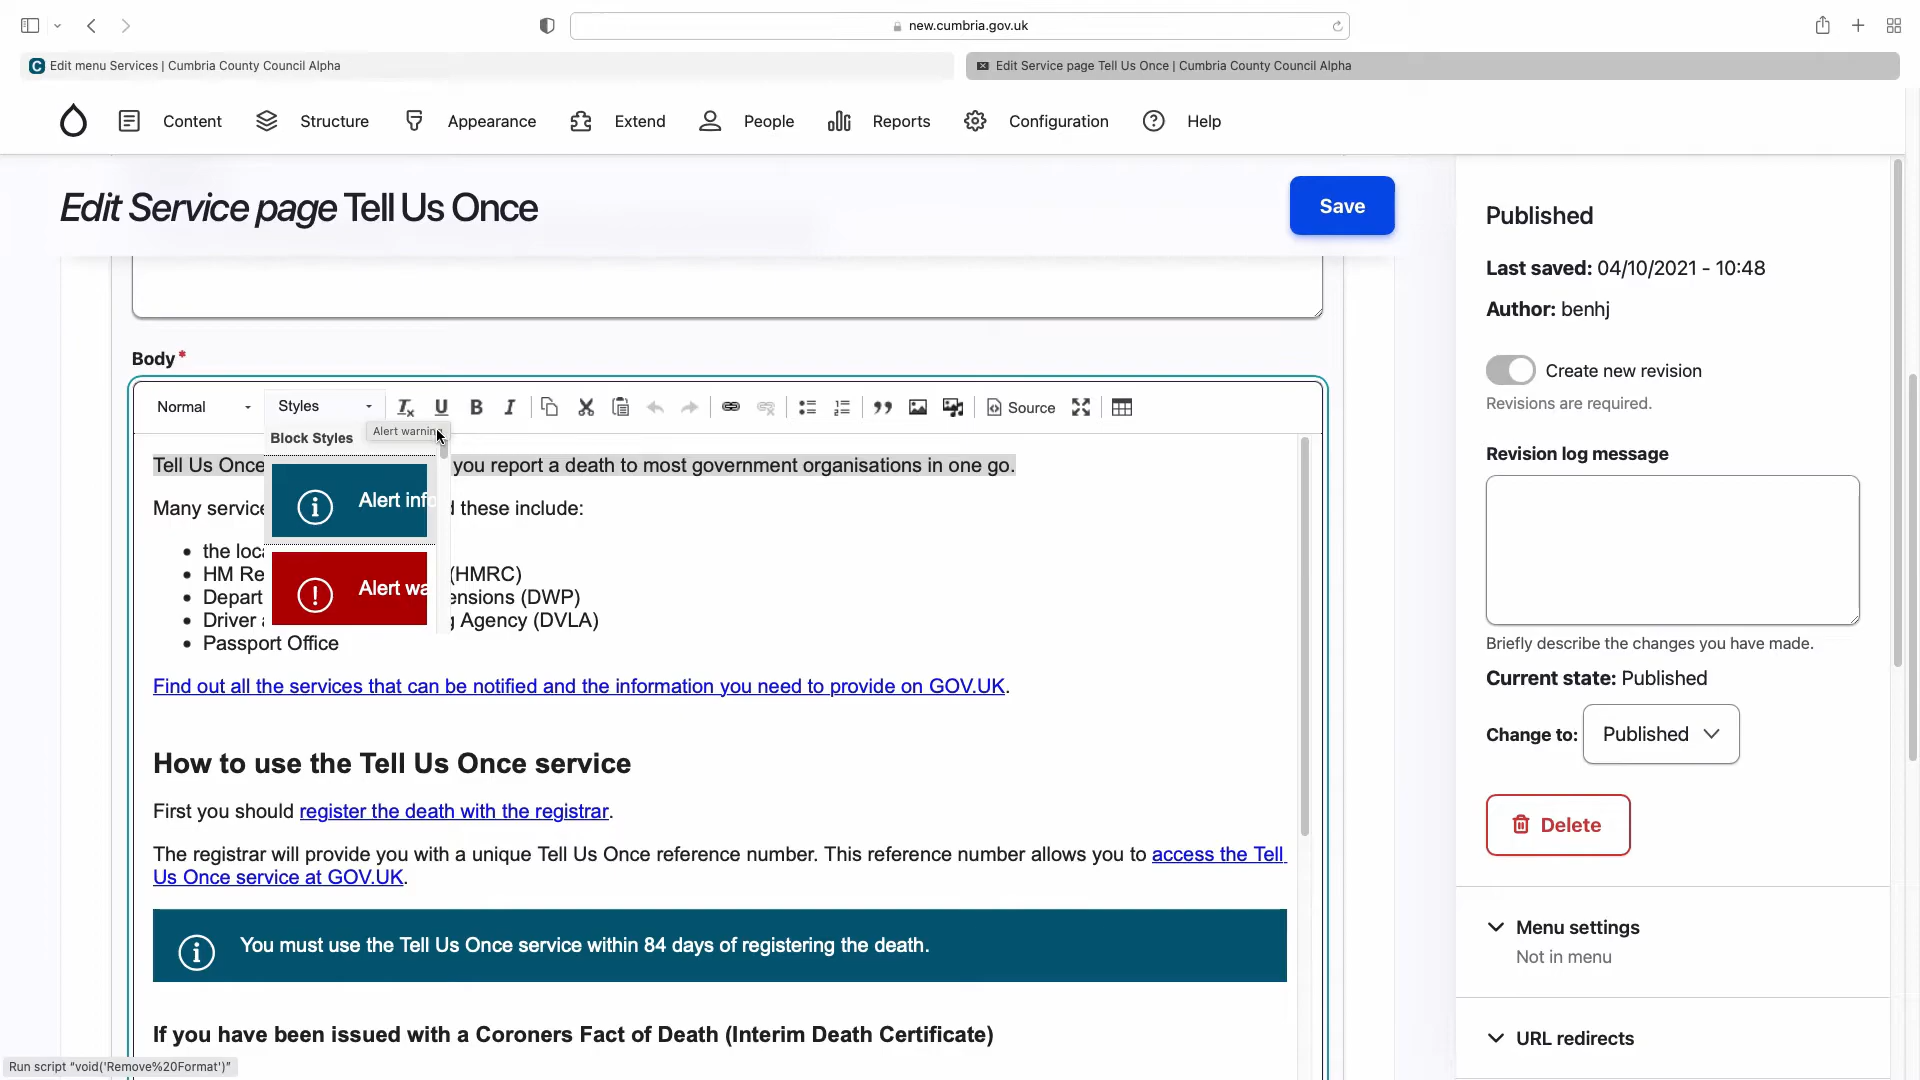 new.cumbria.gov.uk
Edit menu Services | Cumbria County Council Alpha
Edit Service page Tell Us Once | Cumbria County Council Alpha
Content Structure Appearance Extend People Reports Configuration Help
Edit Service page Tell Us Once
Save
Body*
Normal Styles Source
Block Styles
Alert warning
Tell Us Once you report a death to most government organisations in one go.
Alert info
Many service these include:
the loca
HM Re (HMRC)
Depart ensions (DWP)
Alert wa
Driver Agency (DVLA)
Passport Office
Find out all the services that can be notified and the information you need to provide on GOV.UK.
How to use the Tell Us Once service
First you should register the death with the registrar.
The registrar will provide you with a unique Tell Us Once reference number. This reference number allows you to access the Tell
Us Once service at GOV.UK.
You must use the Tell Us Once service within 84 days of registering the death.
If you have been issued with a Coroners Fact of Death (Interim Death Certificate)
Run script “void('Remove%20Format')”
Published
Last saved: 04/10/2021 - 10:48
Author: benhj
Create new revision
Revisions are required.
Revision log message
Briefly describe the changes you have made.
Current state: Published
Change to: Published
Delete
Menu settings
Not in menu
URL redirects